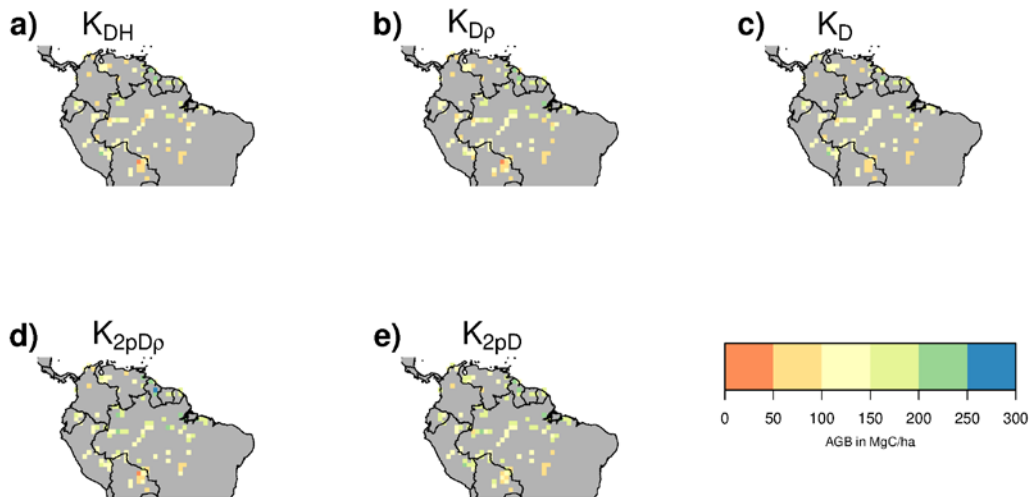 a) K_DH
b) K_Dρ
c) K_D
d) K_2pDρ
e) K_2pD
0 50 100 150 200 250 300
AGB in MgC/ha